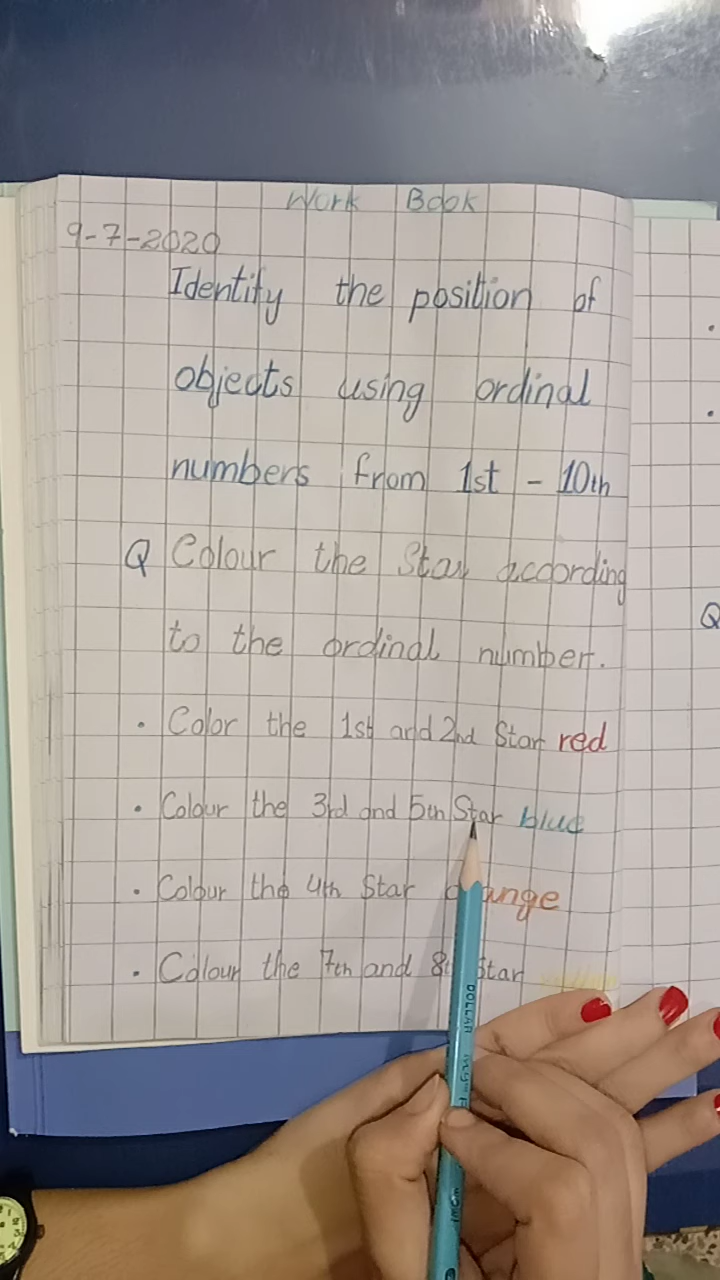 Work Book
9-7-2020
Identify the position of
objects using ordinal
numbers from 1st - 10th
Q Colour the Star according
to the ordinal number.
• Color the 1st and 2nd Star red
• Colour the 3rd and 5th Star blue
• Colour the 4th Star
• Colour the 7th and Star
Q
DOLLAR